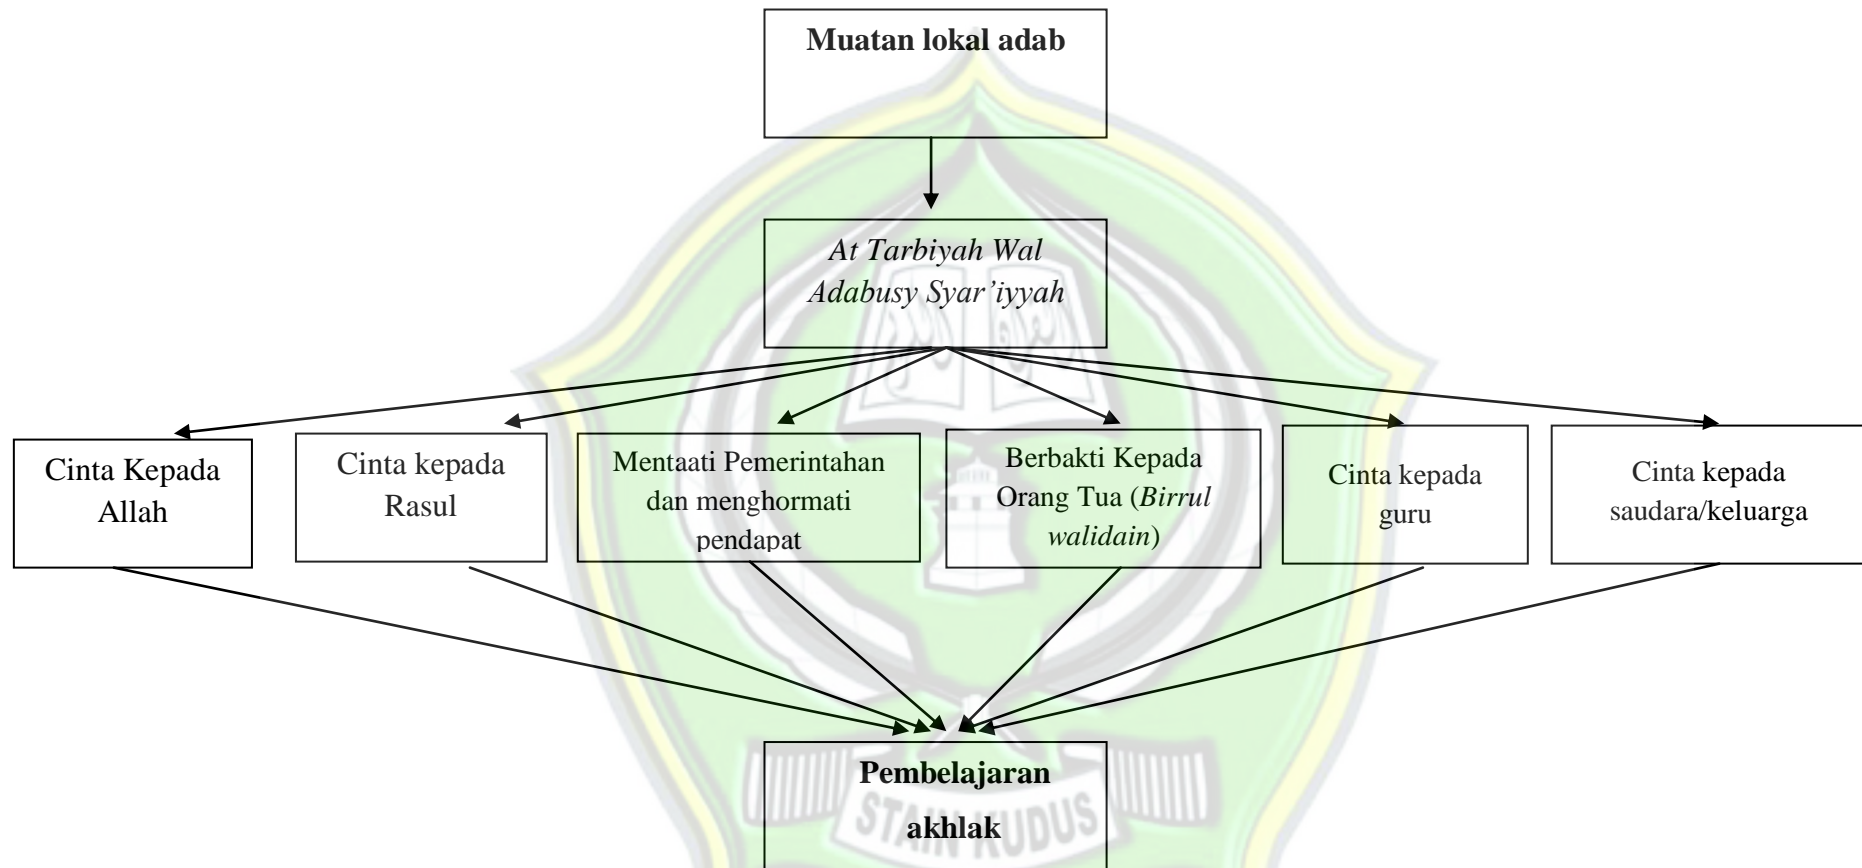 Muatan lokal adab
At Tarbiyah Wal
Adabusy Syar’iyyah
Cinta Kepada
Allah
Cinta kepada
Rasul
Mentaati Pemerintahan
dan menghormati
pendapat
Berbakti Kepada
Orang Tua (Birrul
walidain)
Cinta kepada
guru
Cinta kepada
saudara/keluarga
Pembelajaran
akhlak
STAIN KUDUS